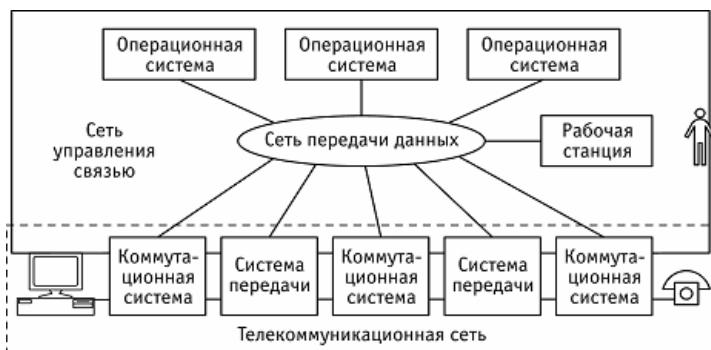 Операционная
система
Операционная
система
Операционная
система
Сеть
управления
связью
Сеть передачи данных
Рабочая
станция
Коммута-
ционная
система
Система
передачи
Коммута-
ционная
система
Система
передачи
Коммута-
ционная
система
Телекоммуникационная сеть